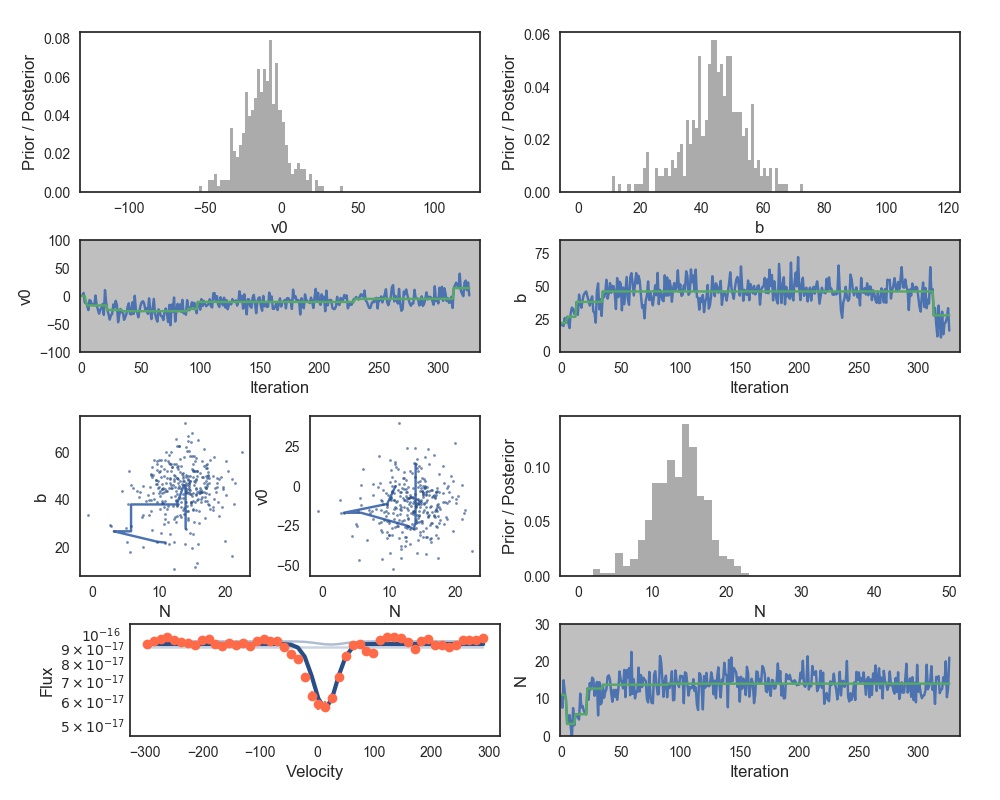 0.08
0.06
0.04
0.02
0.00
Prior / Posterior
−100 −50 0 50 100
v0
0.06
0.04
0.02
0.00
Prior / Posterior
0 20 40 60 80 100 120
b
100
50
0
−50
−100
v0
0 50 100 150 200 250 300
Iteration
75
50
25
0
b
0 50 100 150 200 250 300
Iteration
60
40
20
b
0 10 20
N
25
0
−25
−50
v0
0 10 20
N
0.10
0.05
0.00
Prior / Posterior
0 10 20 30 40 50
N
10⁻¹⁶
9 × 10⁻¹⁷
8 × 10⁻¹⁷
7 × 10⁻¹⁷
6 × 10⁻¹⁷
5 × 10⁻¹⁷
Flux
−300 −200 −100 0 100 200 300
Velocity
30
20
10
0
N
0 50 100 150 200 250 300
Iteration